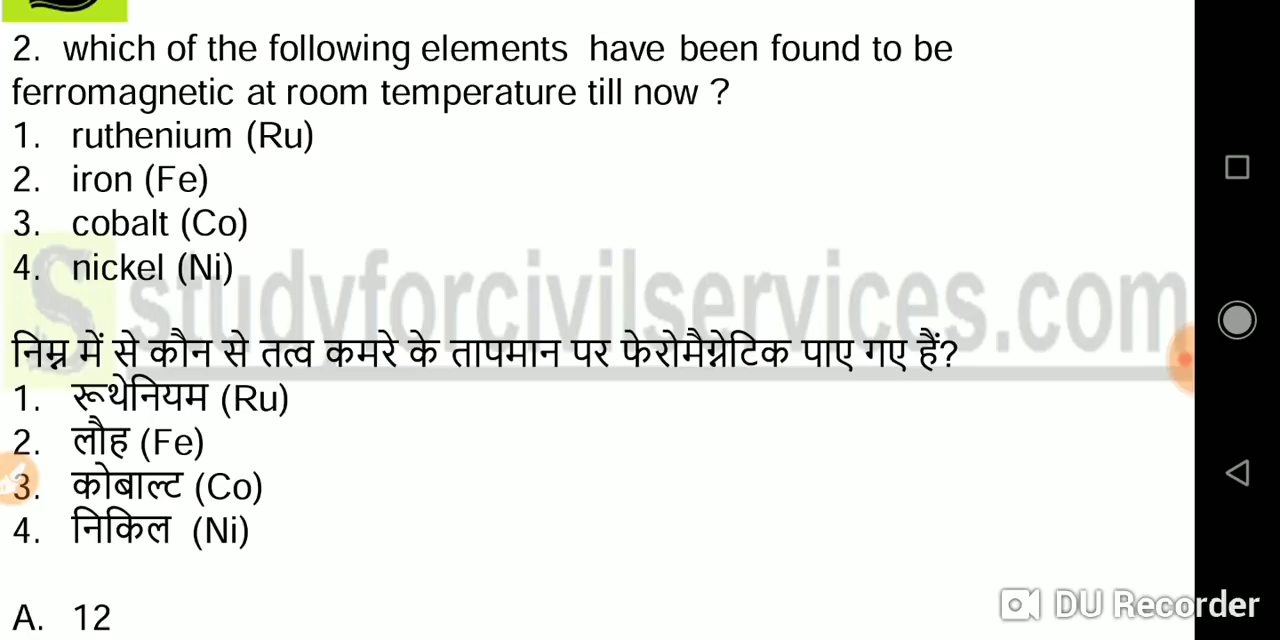 2. which of the following elements have been found to be
ferromagnetic at room temperature till now ?
1. ruthenium (Ru)
2. iron (Fe)
3. cobalt (Co)
4. nickel (Ni)
studyforcivilservices.com
निम्न में से कौन से तत्व कमरे के तापमान पर फेरोमैग्नेटिक पाए गए हैं?
1. रूथेनियम (Ru)
2. लौह (Fe)
3. कोबाल्ट (Co)
4. निकिल (Ni)
A. 12
DU Recorder